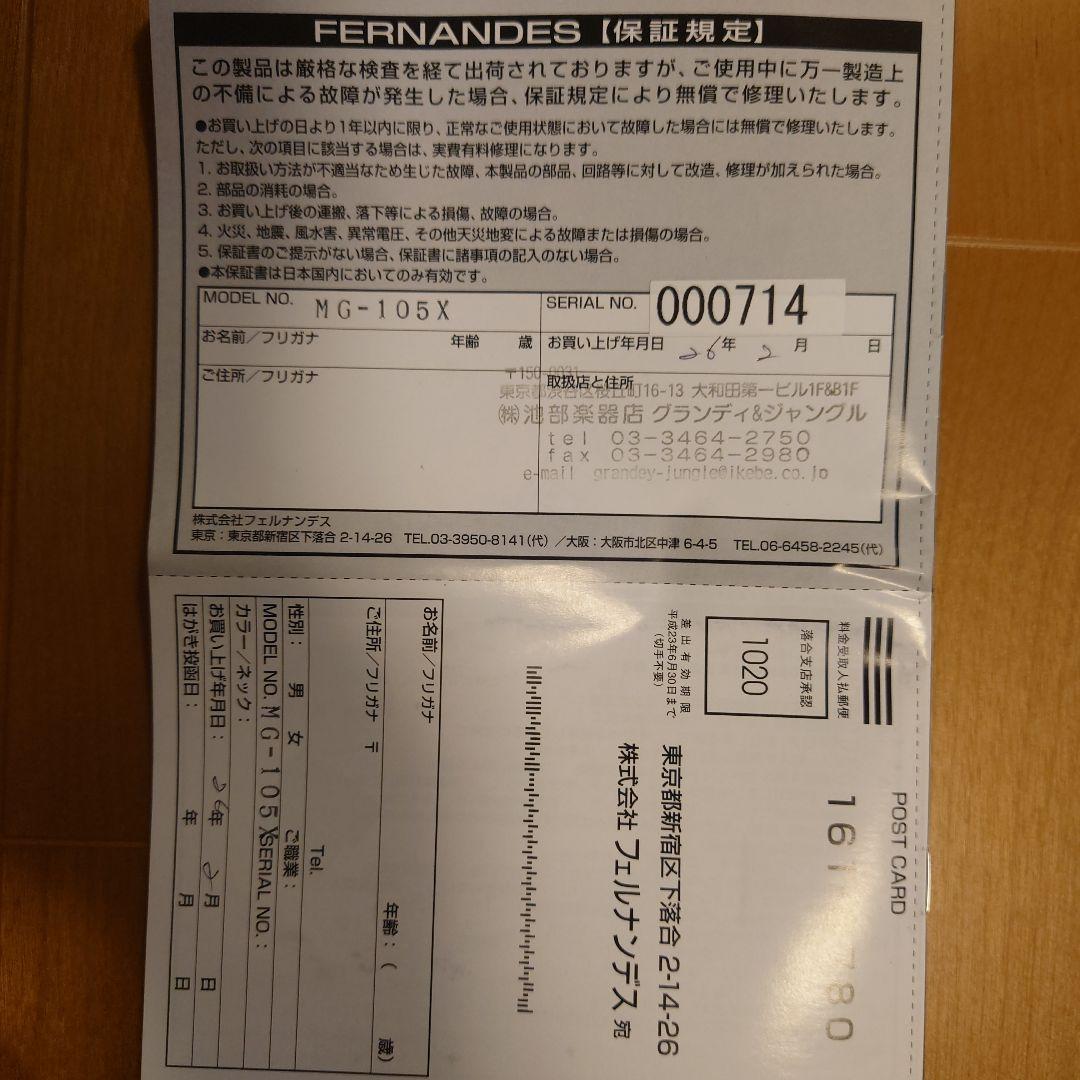 FERNANDES【保証規定】
この製品は厳格な検査を経て出荷されておりますが、ご使用中に万一製造上
の不備による故障が発生した場合、保証規定により無償で修理いたします。
●お買い上げの日より1年以内に限り、正常なご使用状態において故障した場合には無償で修理いたします。
ただし、次の項目に該当する場合は、実費有料修理になります。
1. お取扱い方法が不適当なため生じた故障、本製品の部品、回路等に対して改造、修理が加えられた場合。
2. 部品の消耗の場合。
3. お買い上げ後の運搬、落下等による損傷、故障の場合。
4. 火災、地震、風水害、異常電圧、その他天災地変による故障または損傷の場合。
5. 保証書のご提示がない場合、保証書に諸事項の記入のない場合。
●本保証書は日本国内においてのみ有効です。
MODEL NO. MG-105X
SERIAL NO. 000714
お名前／フリガナ 年齢 歳
お買い上げ年月日 26年 2月 日
ご住所／フリガナ
取扱店と住所
〒150-0031
東京都渋谷区桜丘町16-13 大和田第一ビル1F&B1F
㈱池部楽器店 グランディ&ジャングル
tel 03-3464-2750
fax 03-3464-2980
e-mail grandey-jungle@ikebe.co.jp
株式会社フェルナンデス
東京：東京都新宿区下落合 2-14-26 TEL.03-3950-8141(代) ／大阪：大阪市北区中津 6-4-5 TEL.06-6458-2245(代)
POST CARD
料金受取人払郵便
落合支店承認
1020
差出有効期限
平成23年6月30日まで
(切手不要)
東京都新宿区下落合 2-14-26
株式会社 フェルナンデス 宛
お名前／フリガナ 年齢：( 歳)
ご住所／フリガナ 〒
Tel.
性別： 男 女 ご職業：
MODEL NO. MG-105X SERIAL NO.：
カラー／ネック：
お買い上げ年月日： 26年 2月 日
はがき投函日： 年 月 日